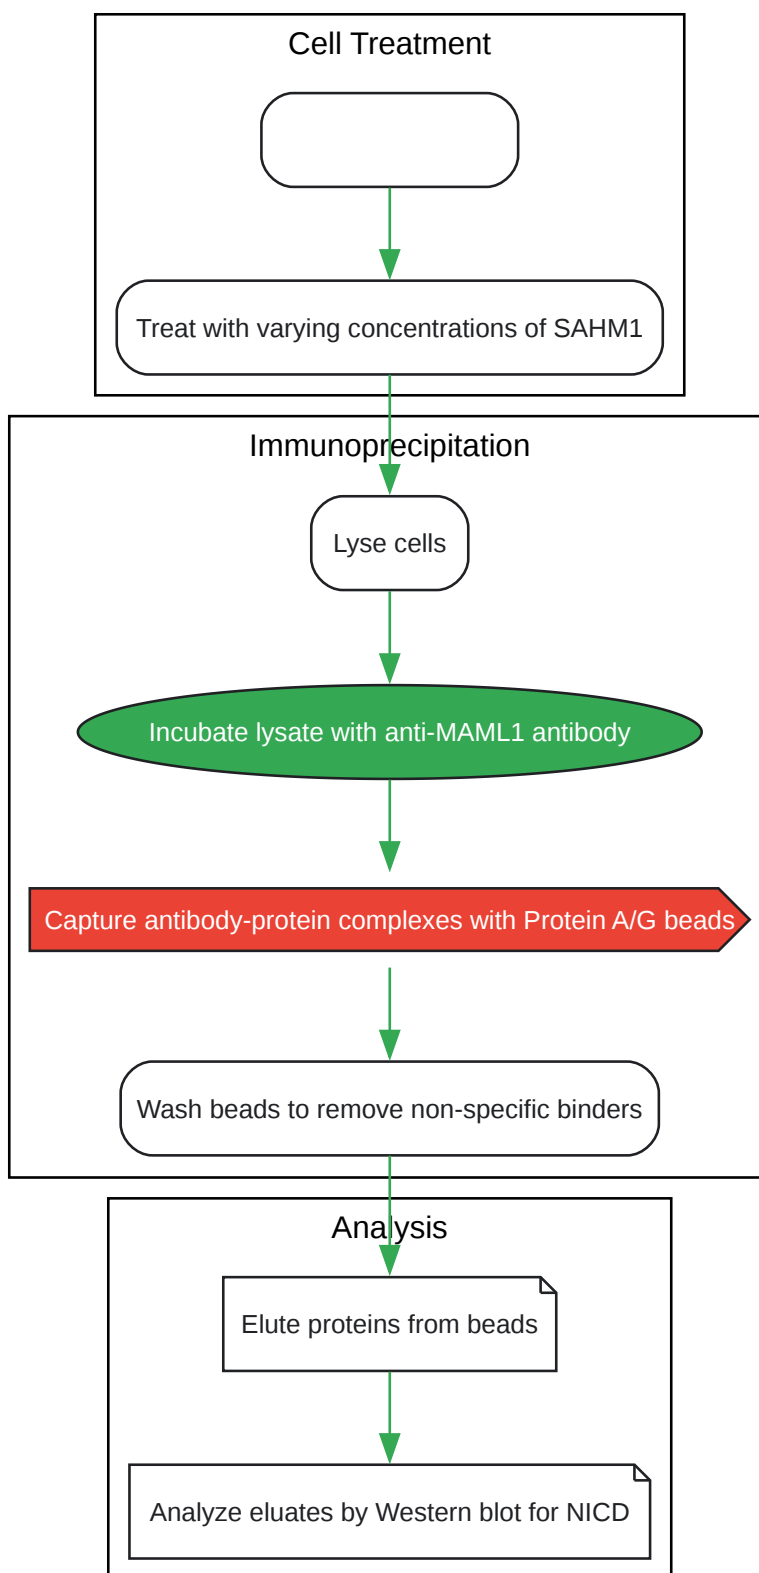 Cell Treatment
Treat with varying concentrations of SAHM1
Immunoprecipitation
Lyse cells
Incubate lysate with anti-MAML1 antibody
Capture antibody-protein complexes with Protein A/G beads
Wash beads to remove non-specific binders
Analysis
Elute proteins from beads
Analyze eluates by Western blot for NICD